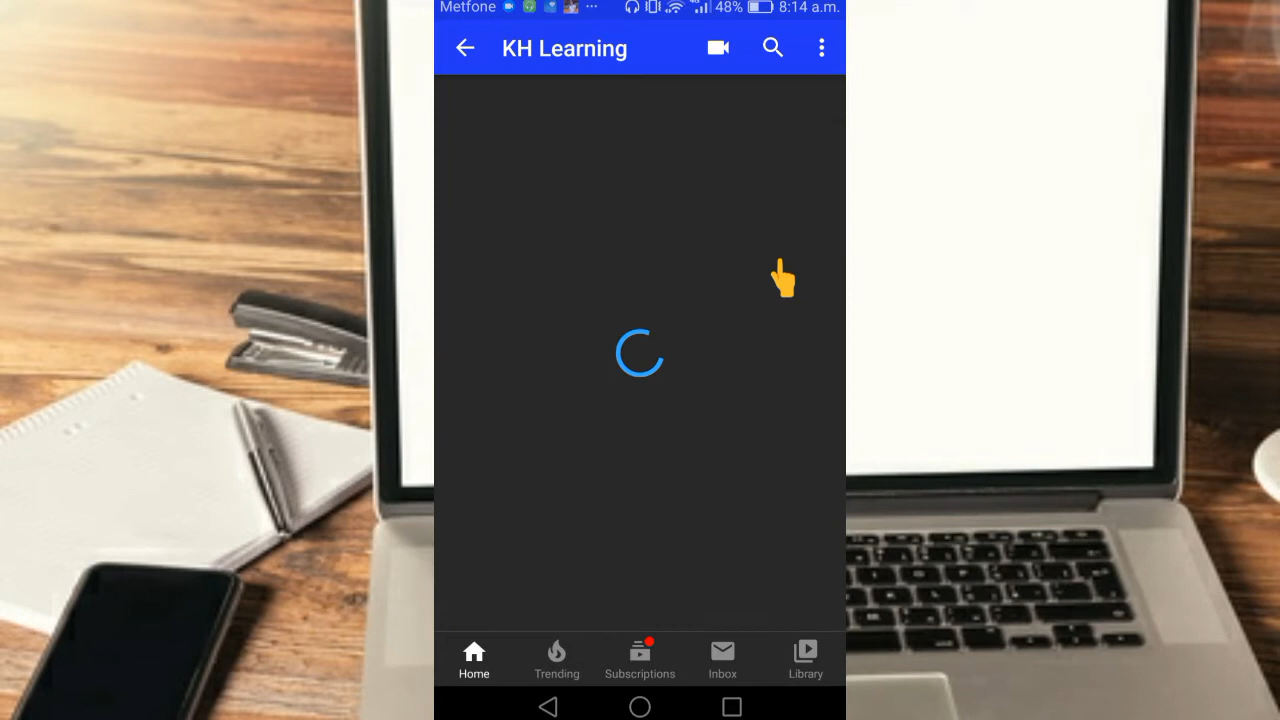 Metfone 48% 8:14 a.m.
KH Learning
Home Trending Subscriptions Inbox Library